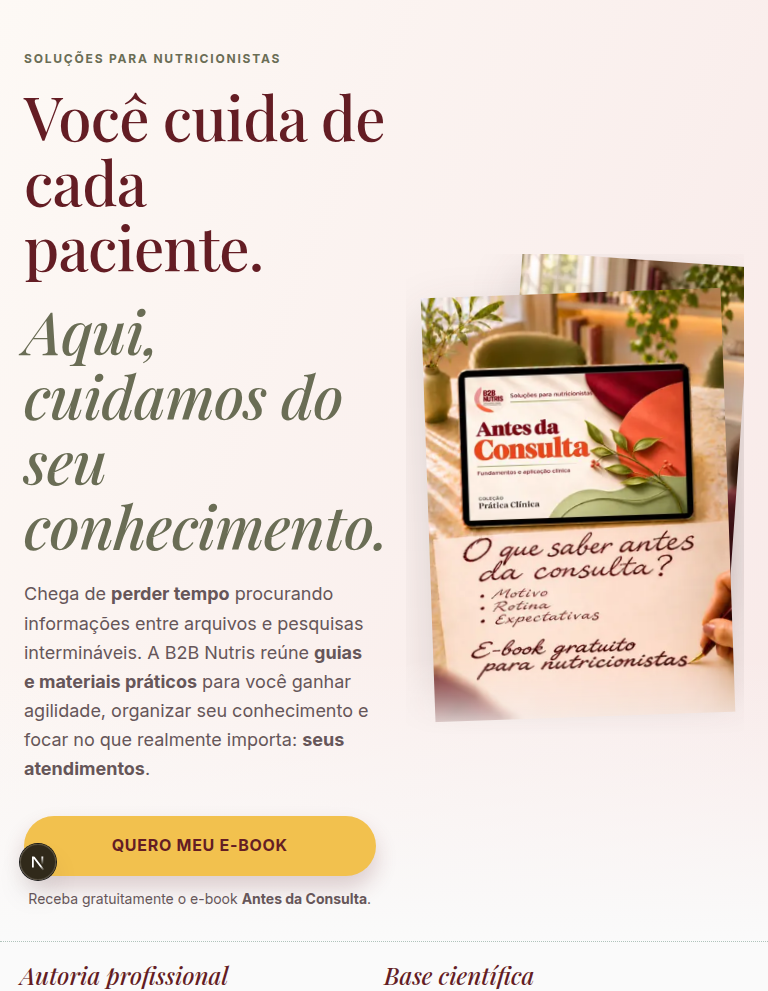 SOLUÇÕES PARA NUTRICIONISTAS
Você cuida de
cada
paciente.
Aqui,
cuidamos do
seu
conhecimento.
Chega de perder tempo procurando
informações entre arquivos e pesquisas
intermináveis. A B2B Nutris reúne guias
e materiais práticos para você ganhar
agilidade, organizar seu conhecimento e
focar no que realmente importa: seus
atendimentos.
B2B
NUTRIS
Soluções para nutricionistas
Antes da
Consulta
Fundamentos e aplicação clínica
COLEÇÃO
Prática Clínica
O que saber antes
da consulta?
• Motivo
• Rotina
• Expectativas
E-book gratuito
para nutricionistas
QUERO MEU E-BOOK
N
Receba gratuitamente o e-book Antes da Consulta.
Autoria profissional
Base científica